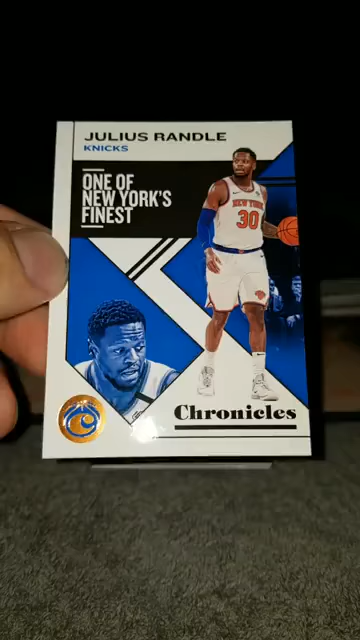 JULIUS RANDLE
KNICKS
ONE OF
NEW YORK'S
FINEST
NEW YORK
30
Chronicles
C